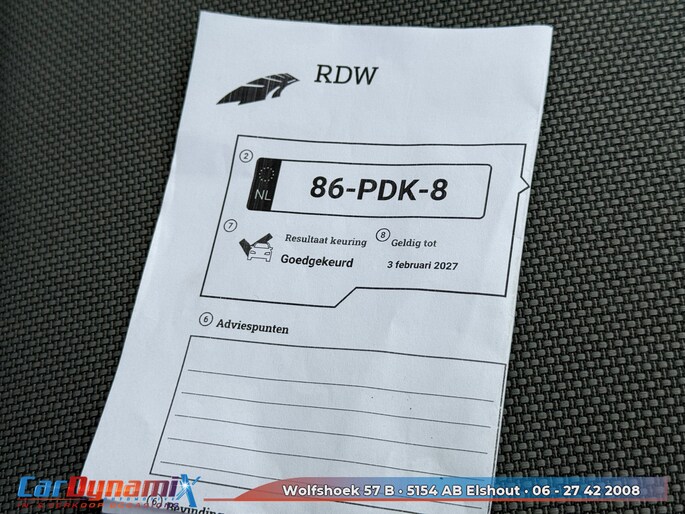 RDW
2
NL
86-PDK-8
7
Resultaat keuring
Goedgekeurd
8
Geldig tot
3 februari 2027
6 Adviespunten
CarDynamiX
Wolfshoek 57 B • 5154 AB Elshout • 06 - 27 42 2008